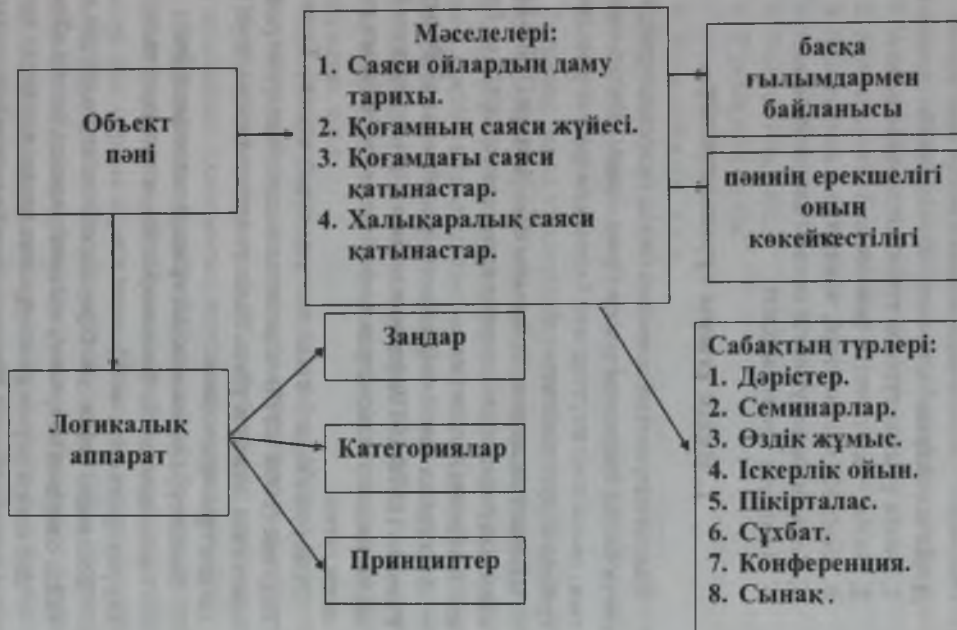 Объект
пәні
Мәселелері:
1. Саяси ойлардың даму
тарихы.
2. Қоғамның саяси жүйесі.
3. Қоғамдағы саяси
қатынастар.
4. Халықаралық саяси
қатынастар.
басқа
ғылымдармен
байланысы
пәннің ерекшелігі
оның
көкейкестілігі
Логикалық
аппарат
Заңдар
Категориялар
Принциптер
Сабақтың түрлері:
1. Дәрістер.
2. Семинарлар.
3. Өздік жұмыс.
4. Іскерлік ойын.
5. Пікірталас.
6. Сұхбат.
7. Конференция.
8. Сынақ.